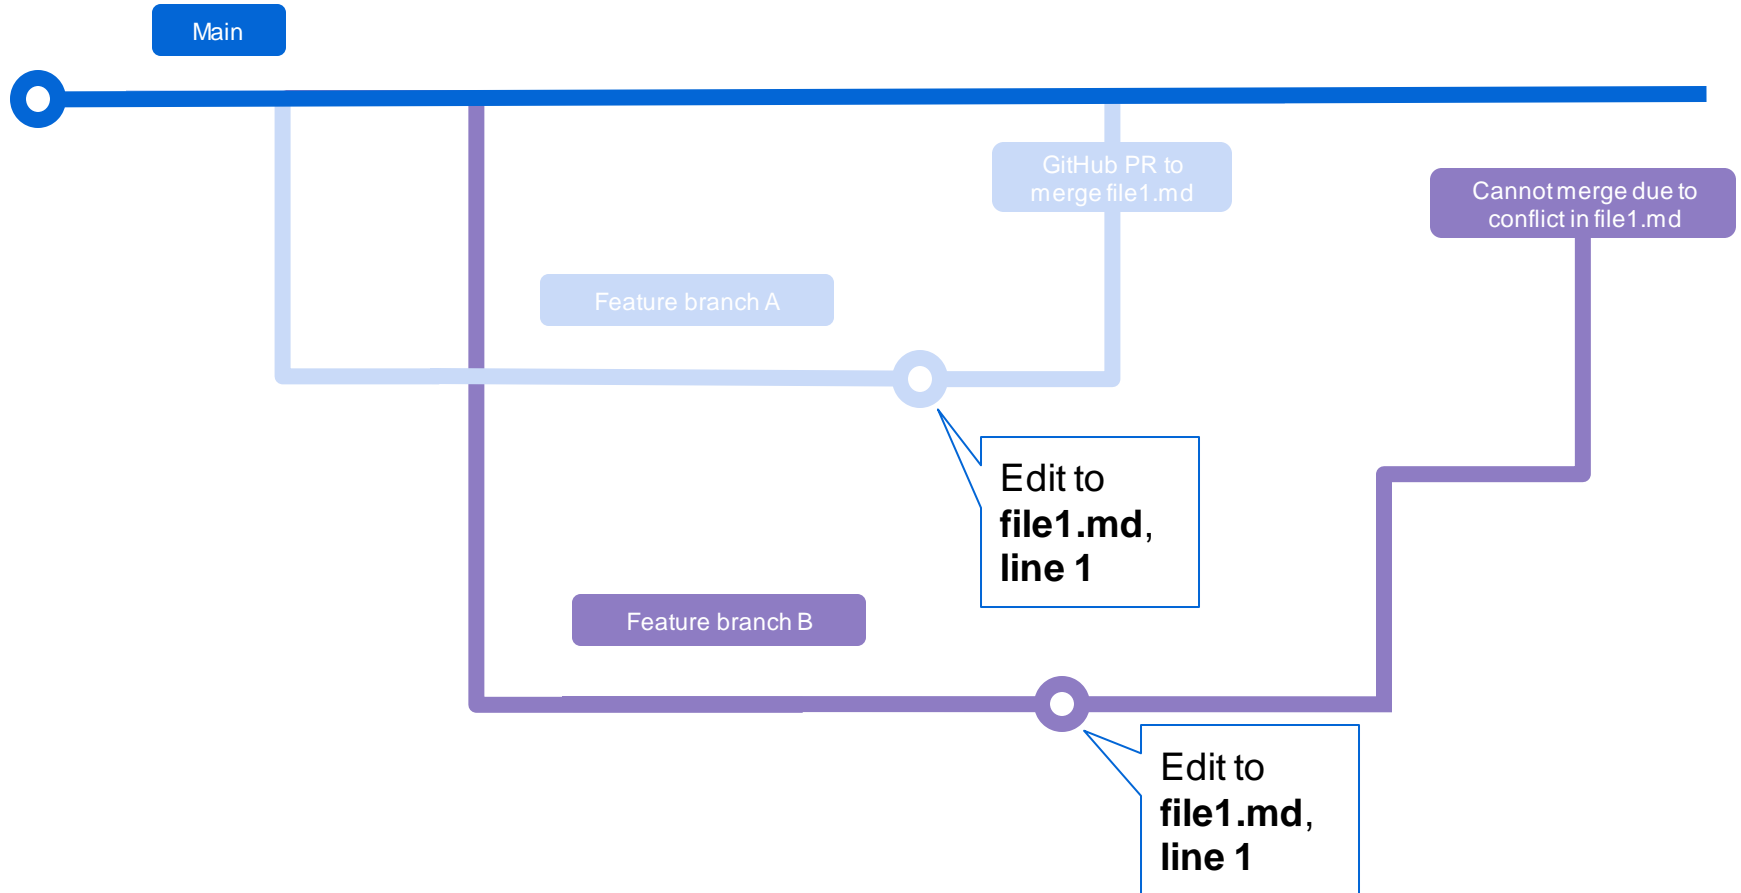 Main
GitHub PR to
merge file1.md
Cannot merge due to
conflict in file1.md
Feature branch A
Edit to
file1.md,
line 1
Feature branch B
Edit to
file1.md,
line 1